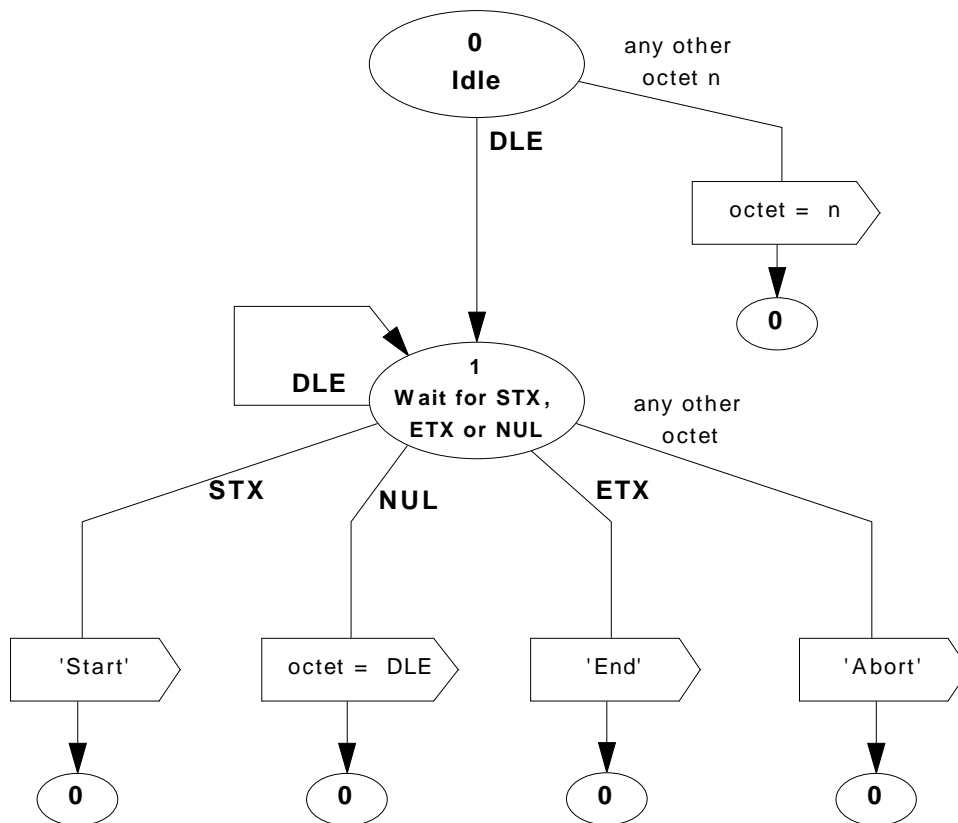 0
Idle
any other
octet n
DLE
octet = n
0
1
Wait for STX,
ETX or NUL
DLE
any other
octet
STX
NUL
ETX
'Start'
octet = DLE
'End'
'Abort'
0
0
0
0